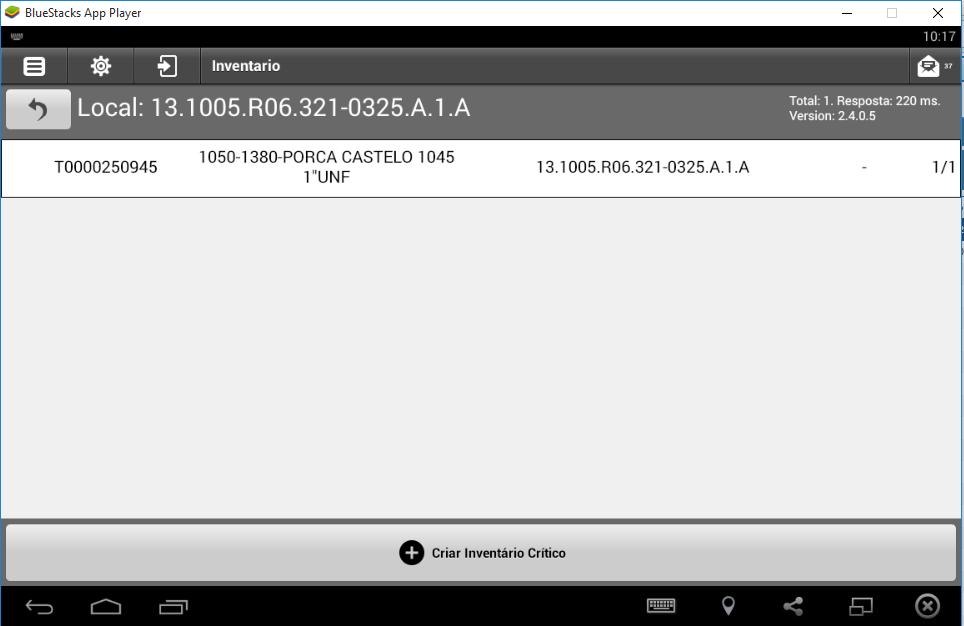 BlueStacks App Player
10:17
Inventario
37
Local: 13.1005.R06.321-0325.A.1.A
Total: 1. Resposta: 220 ms.
Version: 2.4.0.5
T0000250945
1050-1380-PORCA CASTELO 1045
1"UNF
13.1005.R06.321-0325.A.1.A
-
1/1
Criar Inventário Crítico